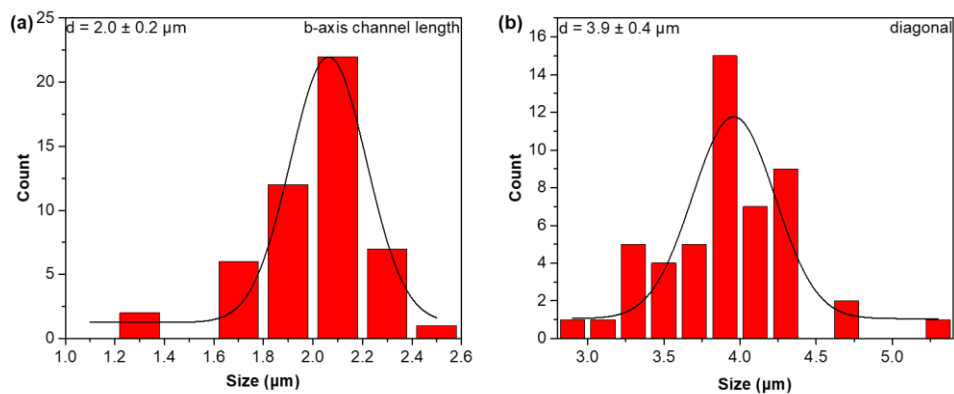 (a)
d = 2.0 ± 0.2 µm
b-axis channel length
25
20
15
10
5
0
Count
1.0 1.2 1.4 1.6 1.8 2.0 2.2 2.4 2.6
Size (µm)
(b)
d = 3.9 ± 0.4 µm
diagonal
16
14
12
10
8
6
4
2
0
Count
3.0 3.5 4.0 4.5 5.0
Size (µm)